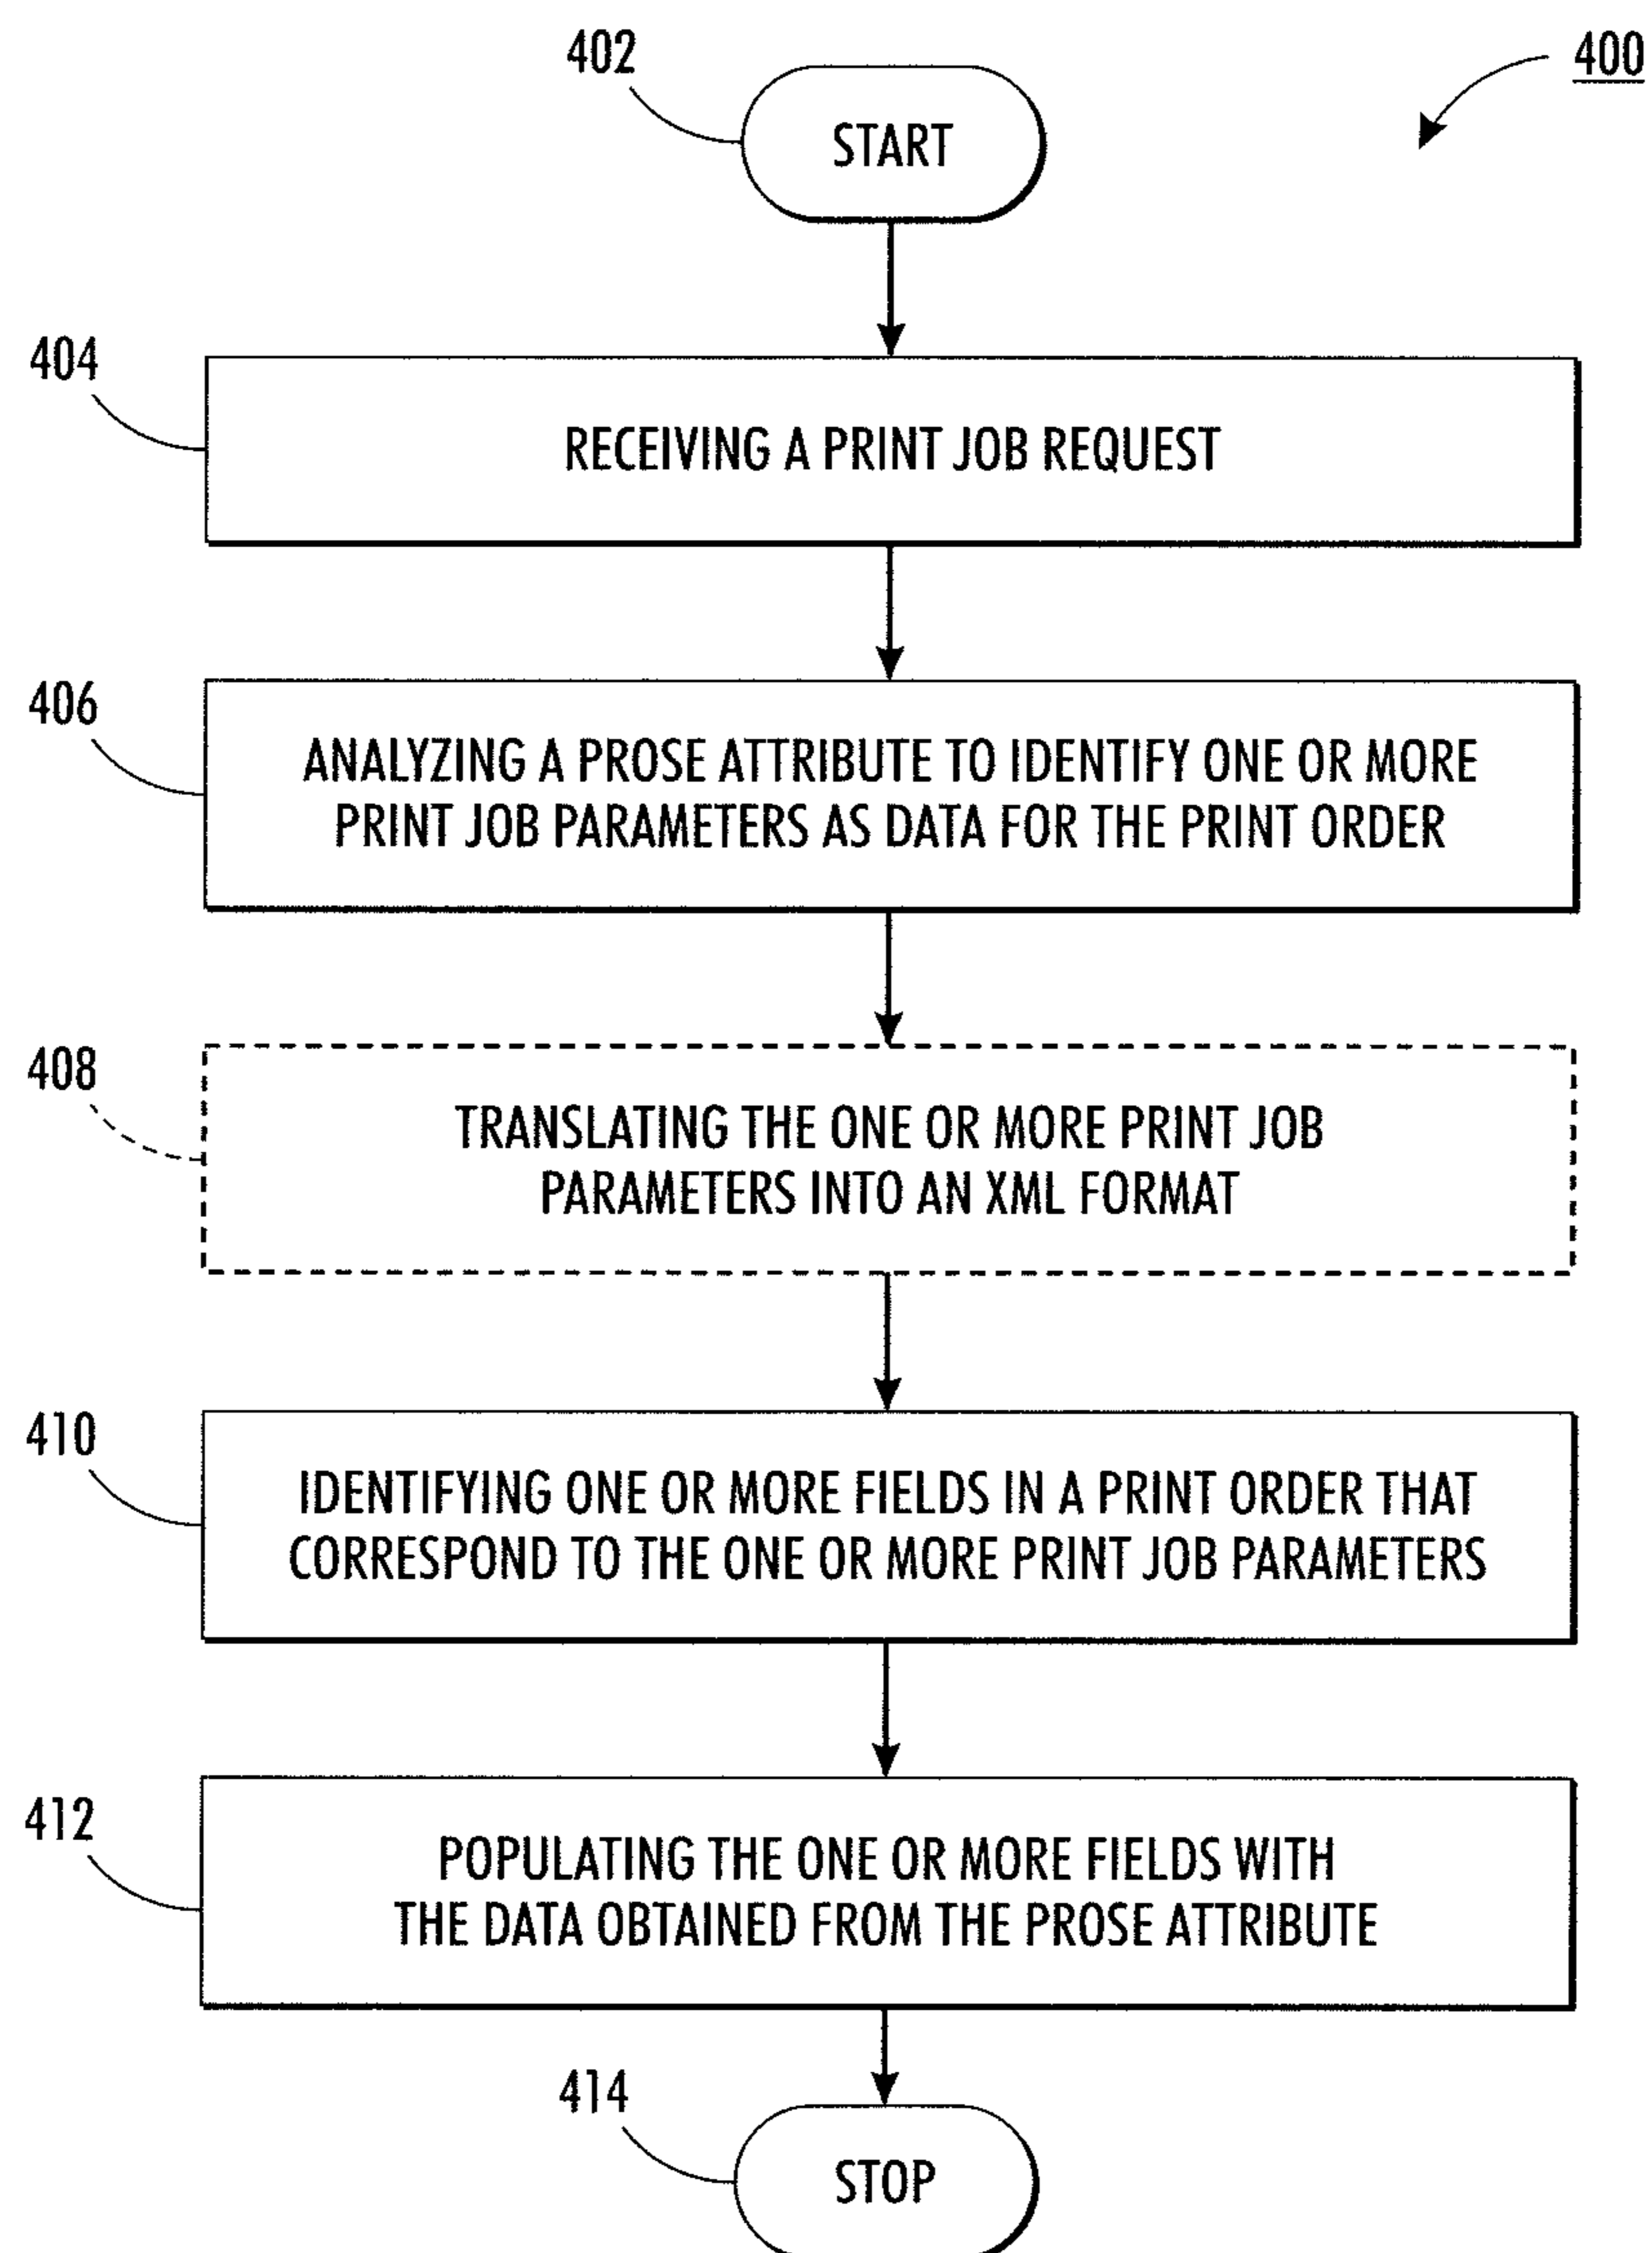 402
400
START
404
RECEIVING A PRINT JOB REQUEST
406
ANALYZING A PROSE ATTRIBUTE TO IDENTIFY ONE OR MORE
PRINT JOB PARAMETERS AS DATA FOR THE PRINT ORDER
408
TRANSLATING THE ONE OR MORE PRINT JOB
PARAMETERS INTO AN XML FORMAT
410
IDENTIFYING ONE OR MORE FIELDS IN A PRINT ORDER THAT
CORRESPOND TO THE ONE OR MORE PRINT JOB PARAMETERS
412
POPULATING THE ONE OR MORE FIELDS WITH
THE DATA OBTAINED FROM THE PROSE ATTRIBUTE
414
STOP